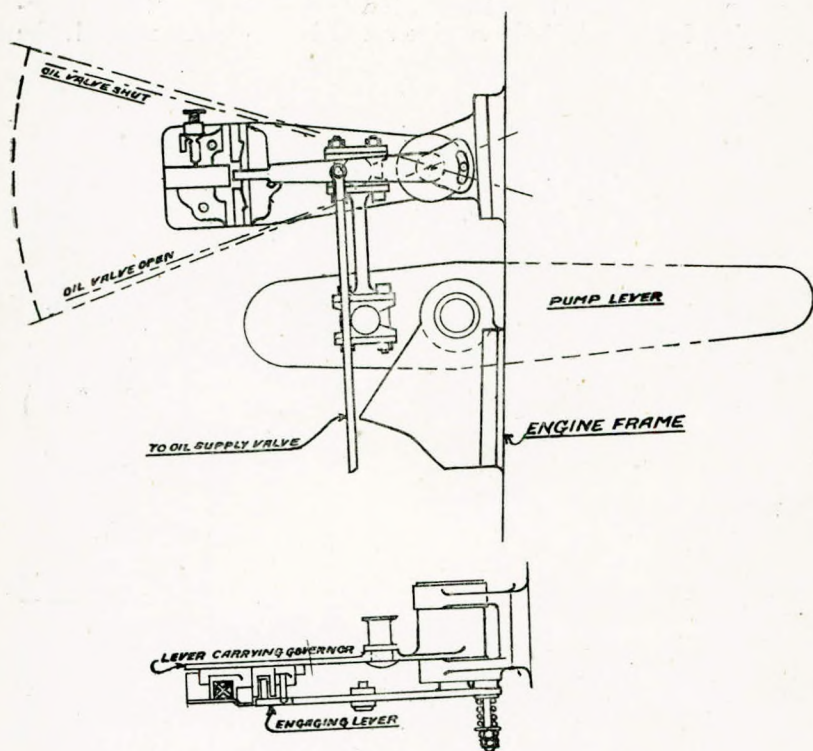 OIL VALVE SHUT
OIL VALVE OPEN
PUMP LEVER
TO OIL SUPPLY VALVE
ENGINE FRAME
LEVER CARRYING GOVERNOR
ENGAGING LEVER